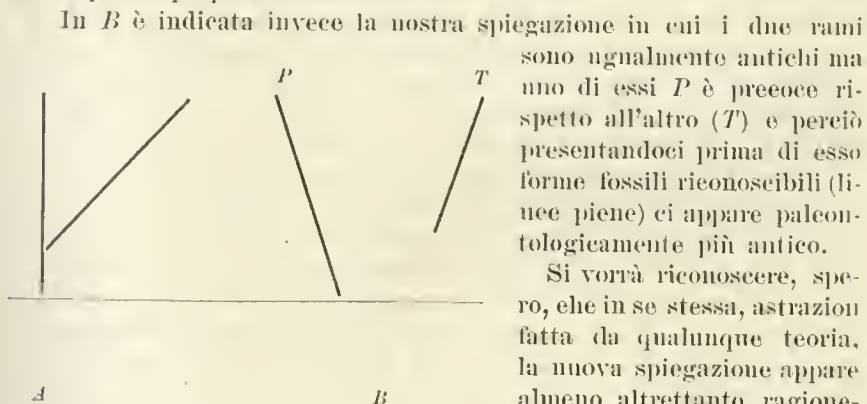 In B è indicata invece la nostra spiegazione in cui i due rami
sono ugualmente antichi ma
uno di essi P è precoce ri-
spetto all'altro (T) e perciò
presentandoci prima di esso
forme fossili riconoscibili (li-
nee piene) ci appare paleon-
tologicamente più antico.
Si vorrà riconoscere, spe-
ro, che in se stessa, astrazion
fatta da qualunque teoria,
la nuova spiegazione appare
almeno altrettanto ragione-
P
T
A
B